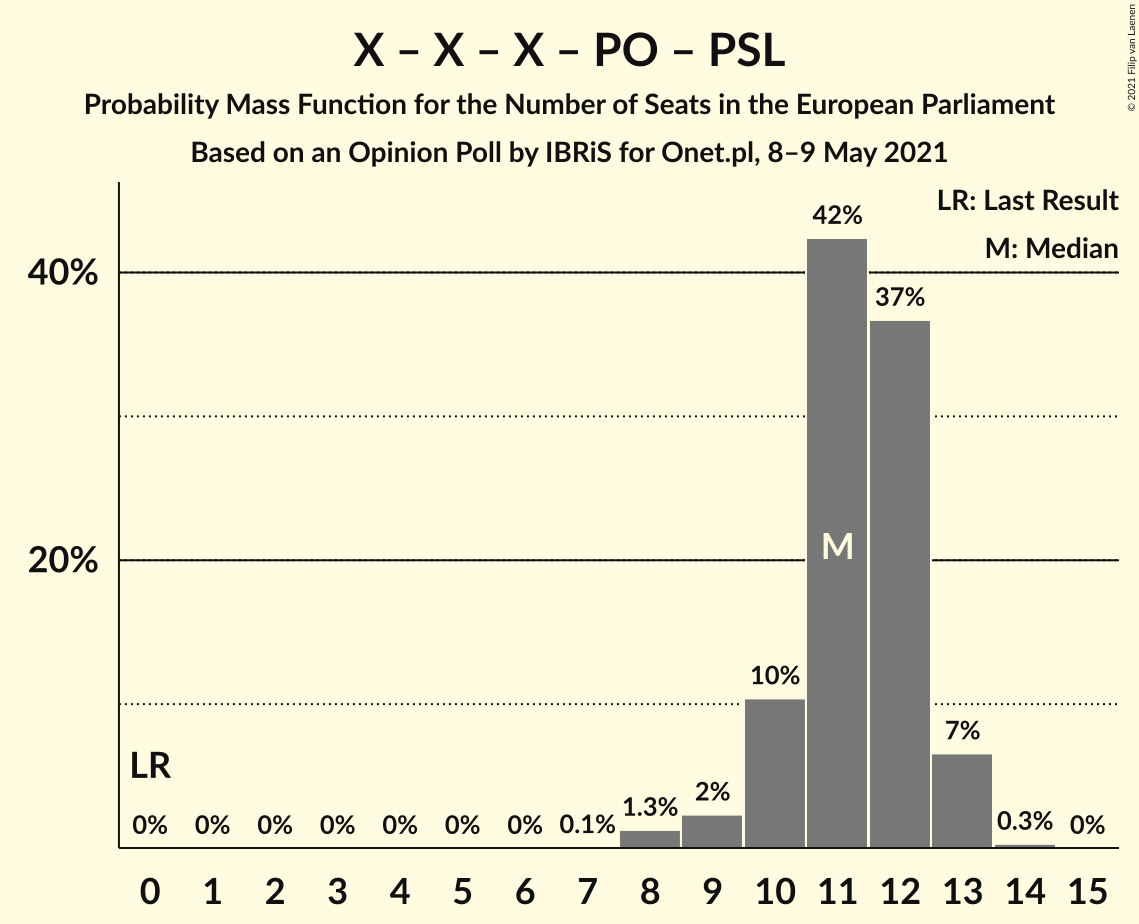 X – X – X – PO – PSL
Probability Mass Function for the Number of Seats in the European Parliament
Based on an Opinion Poll by IBRiS for Onet.pl, 8–9 May 2021
© 2021 Filip van Laenen
LR: Last Result
M: Median
40%
20%
42%
37%
M
10%
7%
LR
0% 0% 0% 0% 0% 0% 0% 0.1% 1.3% 2% 0.3% 0%
0 1 2 3 4 5 6 7 8 9 10 11 12 13 14 15